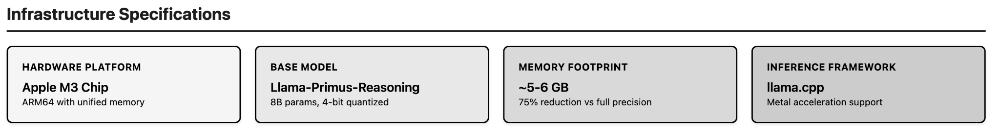 Infrastructure Specifications
HARDWARE PLATFORM
Apple M3 Chip
ARM64 with unified memory
BASE MODEL
Llama-Primus-Reasoning
8B params, 4-bit quantized
MEMORY FOOTPRINT
~5-6 GB
75% reduction vs full precision
INFERENCE FRAMEWORK
llama.cpp
Metal acceleration support